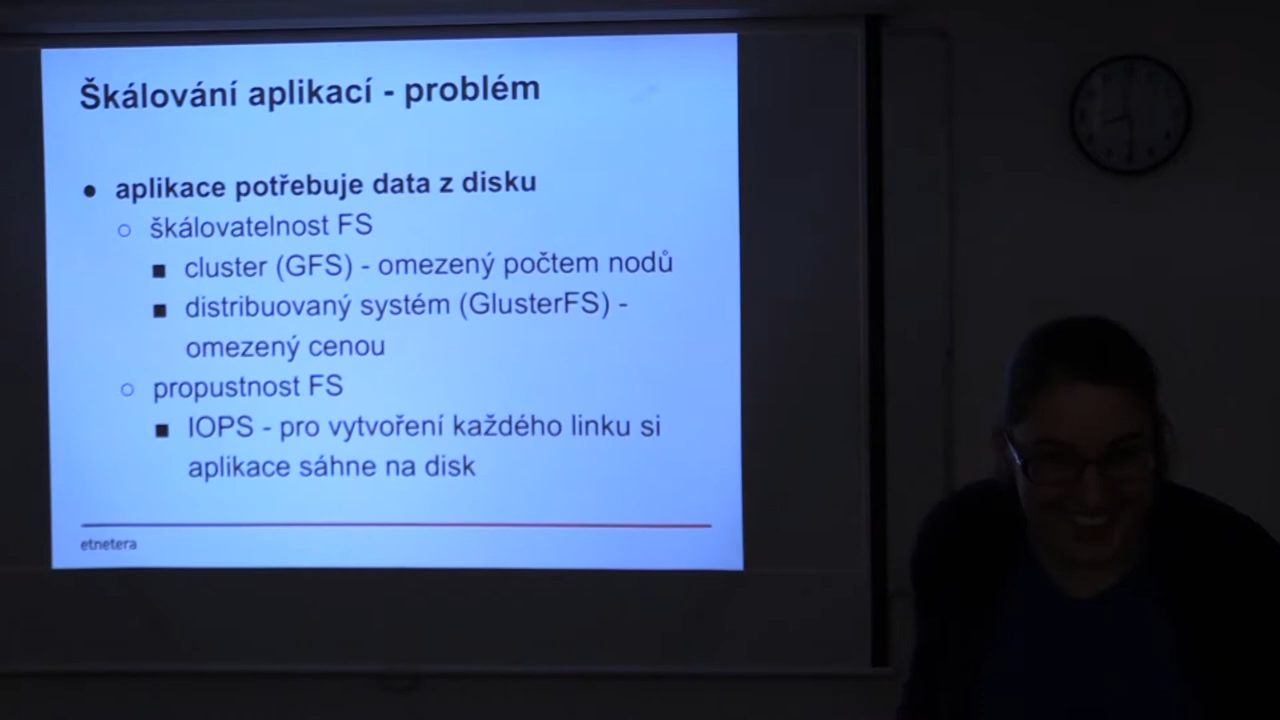 Škálování aplikací - problém
● aplikace potřebuje data z disku
○ škálovatelnost FS
■ cluster (GFS) - omezený počtem nodů
■ distribuovaný systém (GlusterFS) -
omezený cenou
○ propustnost FS
■ IOPS - pro vytvoření každého linku si
aplikace sáhne na disk
etnetera